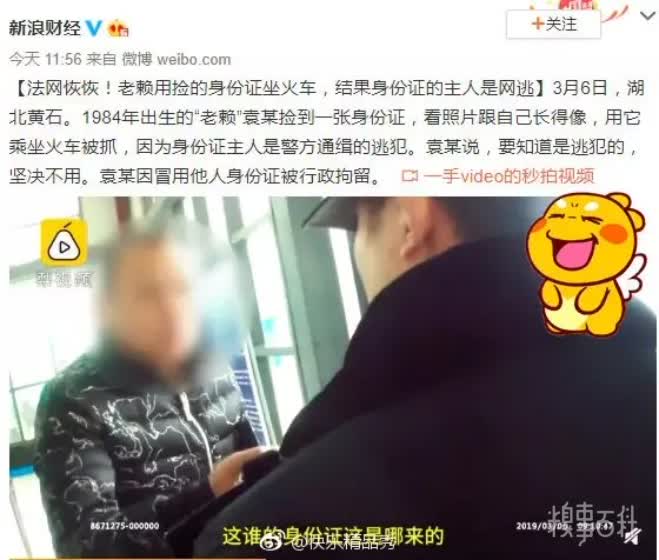 新浪财经
+关注
今天 11:56 来自 微博 weibo.com
【法网恢恢！老赖用捡的身份证坐火车，结果身份证的主人是网逃】3月6日，湖
北黄石。1984年出生的“老赖”袁某捡到一张身份证，看照片跟自己长得像，用它
乘坐火车被抓，因为身份证主人是警方通缉的逃犯。袁某说，要知道是逃犯的，
坚决不用。袁某因冒用他人身份证被行政拘留。 一手video的秒拍视频
梨视频
8671275-000000
这谁的身份证这是哪来的
2019/03/05 09:10:47
糗事百科
@快乐精品秀